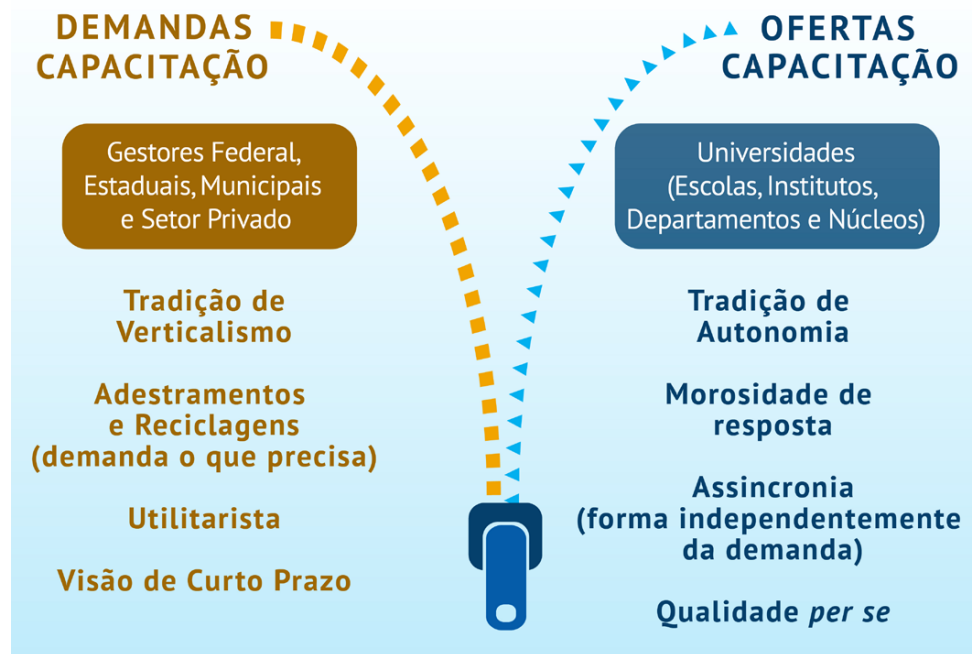 DEMANDAS
CAPACITAÇÃO
Gestores Federal,
Estaduais, Municipais
e Setor Privado
Tradição de
Verticalismo
Adestramentos
e Reciclagens
(demanda o que precisa)
Utilitarista
Visão de Curto Prazo
OFERTAS
CAPACITAÇÃO
Universidades
(Escolas, Institutos,
Departamentos e Núcleos)
Tradição de
Autonomia
Morosidade de
resposta
Assincronia
(forma independentemente
da demanda)
Qualidade per se